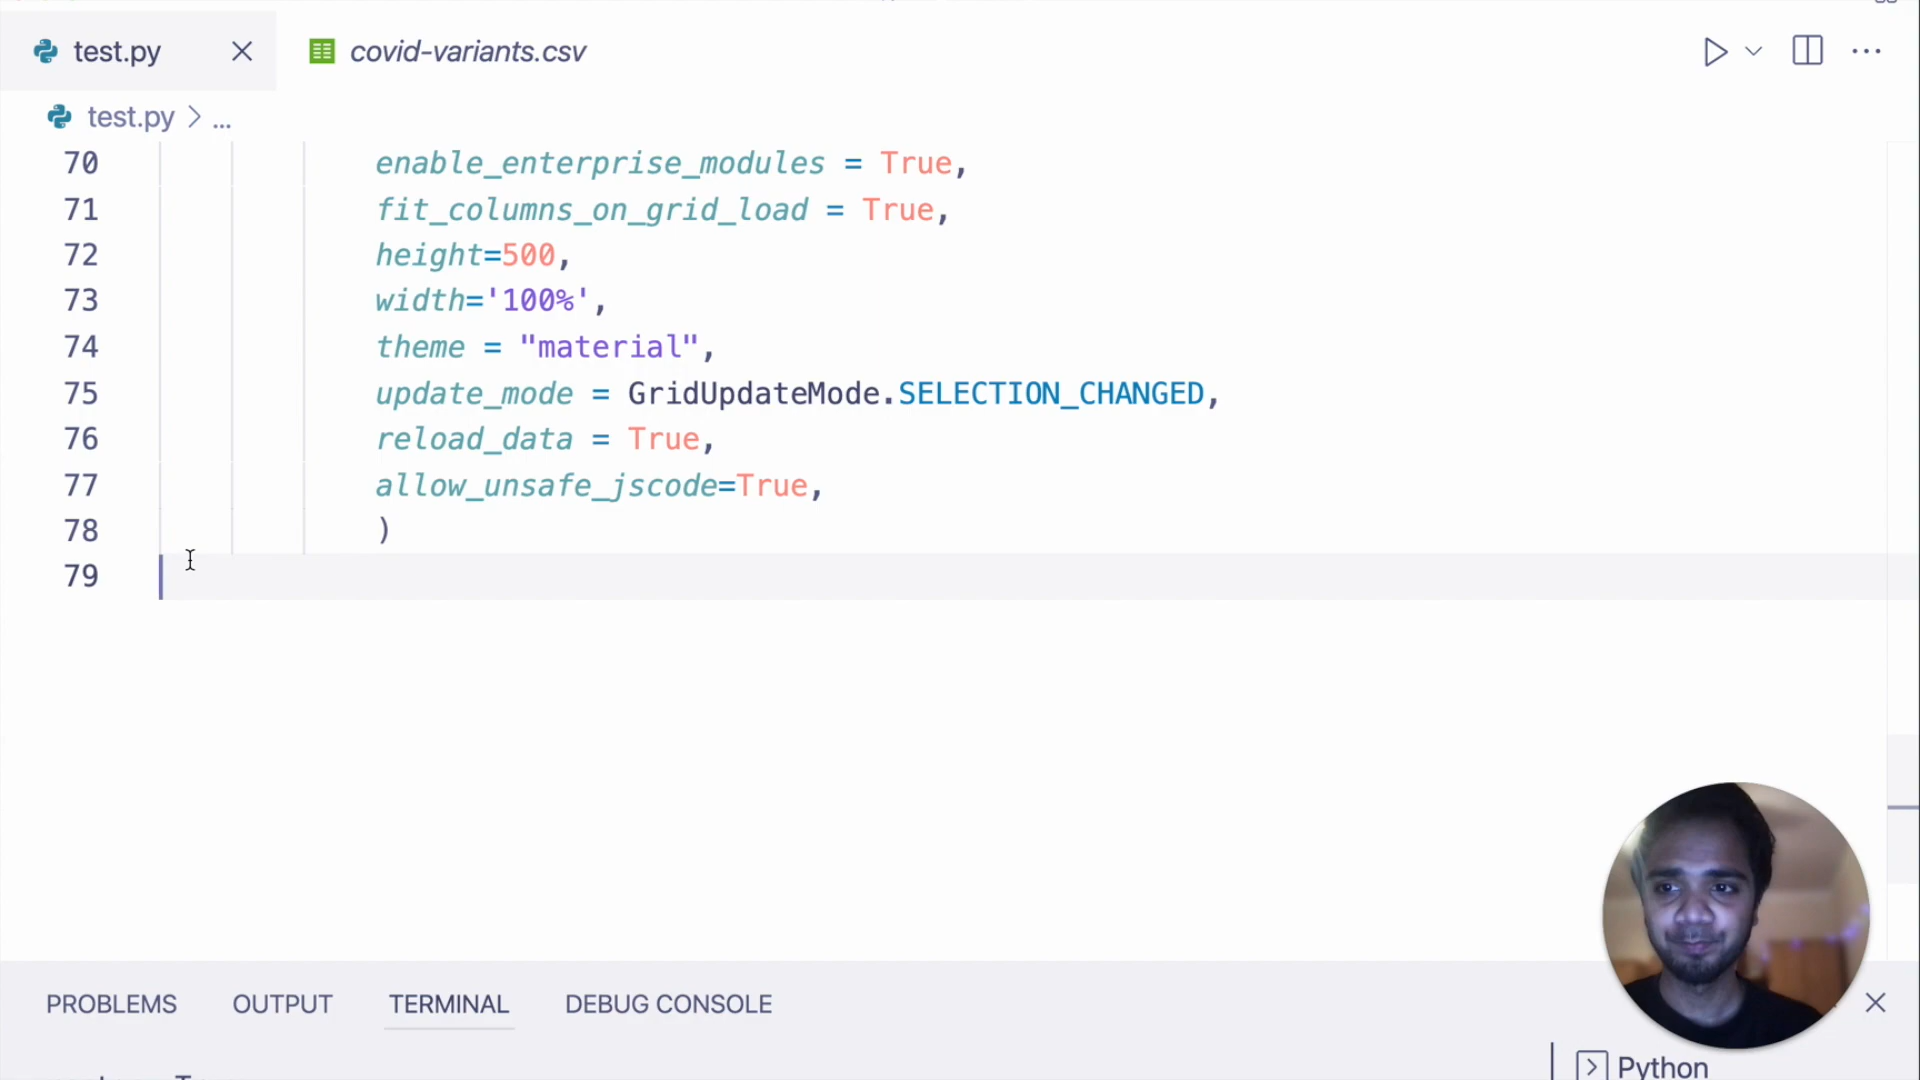 test.py
covid-variants.csv
test.py > ...
70 enable_enterprise_modules = True,
71 fit_columns_on_grid_load = True,
72 height=500,
73 width='100%',
74 theme = "material",
75 update_mode = GridUpdateMode.SELECTION_CHANGED,
76 reload_data = True,
77 allow_unsafe_jscode=True,
78 )
79
PROBLEMS OUTPUT TERMINAL DEBUG CONSOLE
Python